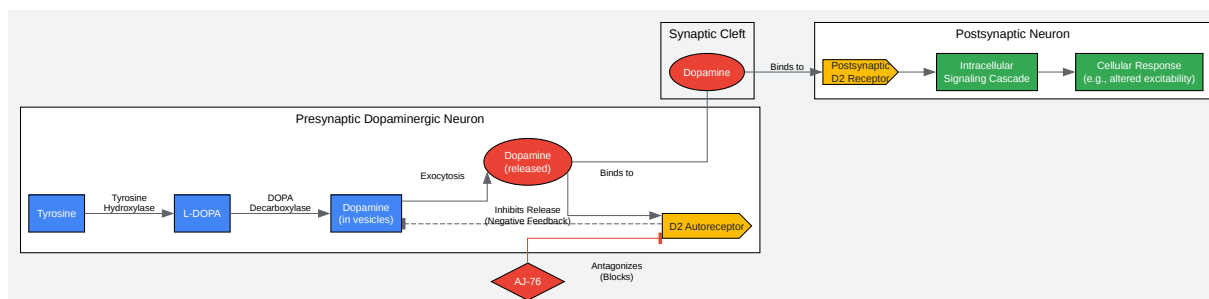 Synaptic Cleft
Dopamine
Binds to
Postsynaptic Neuron
Postsynaptic
D2 Receptor
Intracellular
Signaling Cascade
Cellular Response
(e.g., altered excitability)
Presynaptic Dopaminergic Neuron
Tyrosine
Tyrosine
Hydroxylase
L-DOPA
DOPA
Decarboxylase
Dopamine
(in vesicles)
Exocytosis
Dopamine
(released)
Binds to
Inhibits Release
(Negative Feedback)
D2 Autoreceptor
AJ-76
Antagonizes
(Blocks)